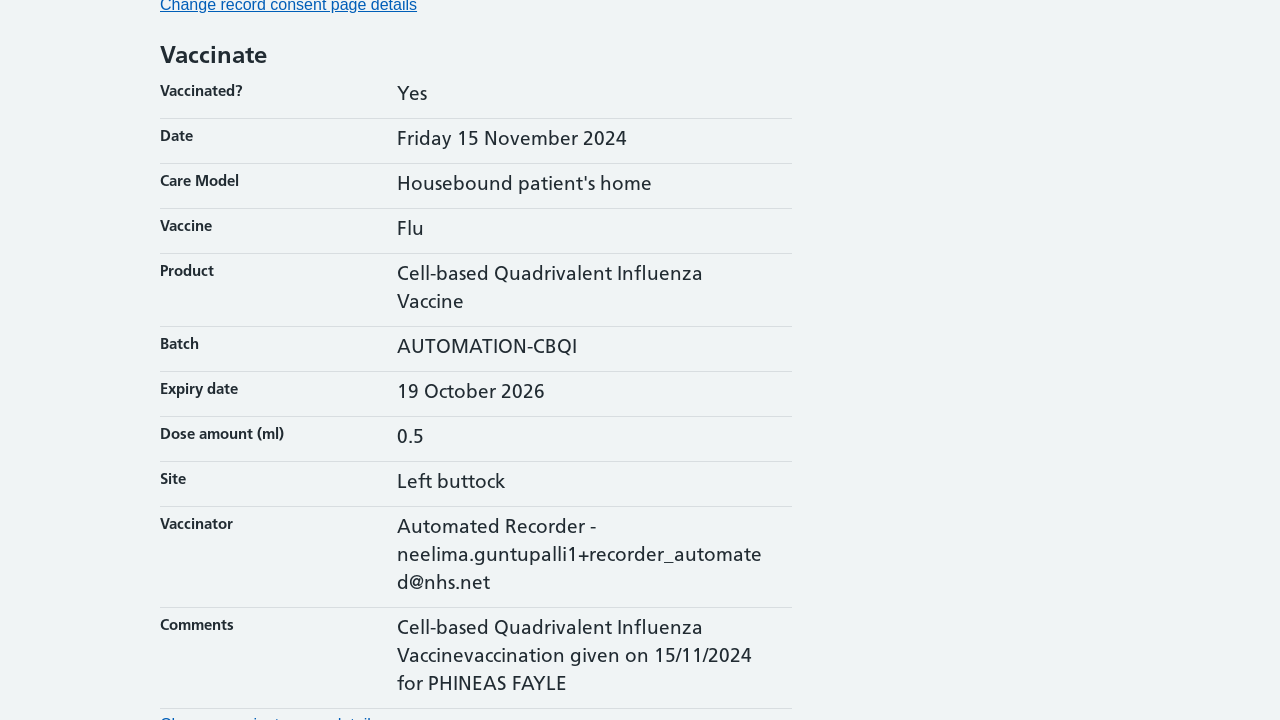 Change record consent page details
Vaccinate
Vaccinated?
Yes
Date
Friday 15 November 2024
Care Model
Housebound patient's home
Vaccine
Flu
Product
Cell-based Quadrivalent Influenza
Vaccine
Batch
AUTOMATION-CBQI
Expiry date
19 October 2026
Dose amount (ml)
0.5
Site
Left buttock
Vaccinator
Automated Recorder -
neelima.guntupalli1+recorder_automate
d@nhs.net
Comments
Cell-based Quadrivalent Influenza
Vaccinevaccination given on 15/11/2024
for PHINEAS FAYLE